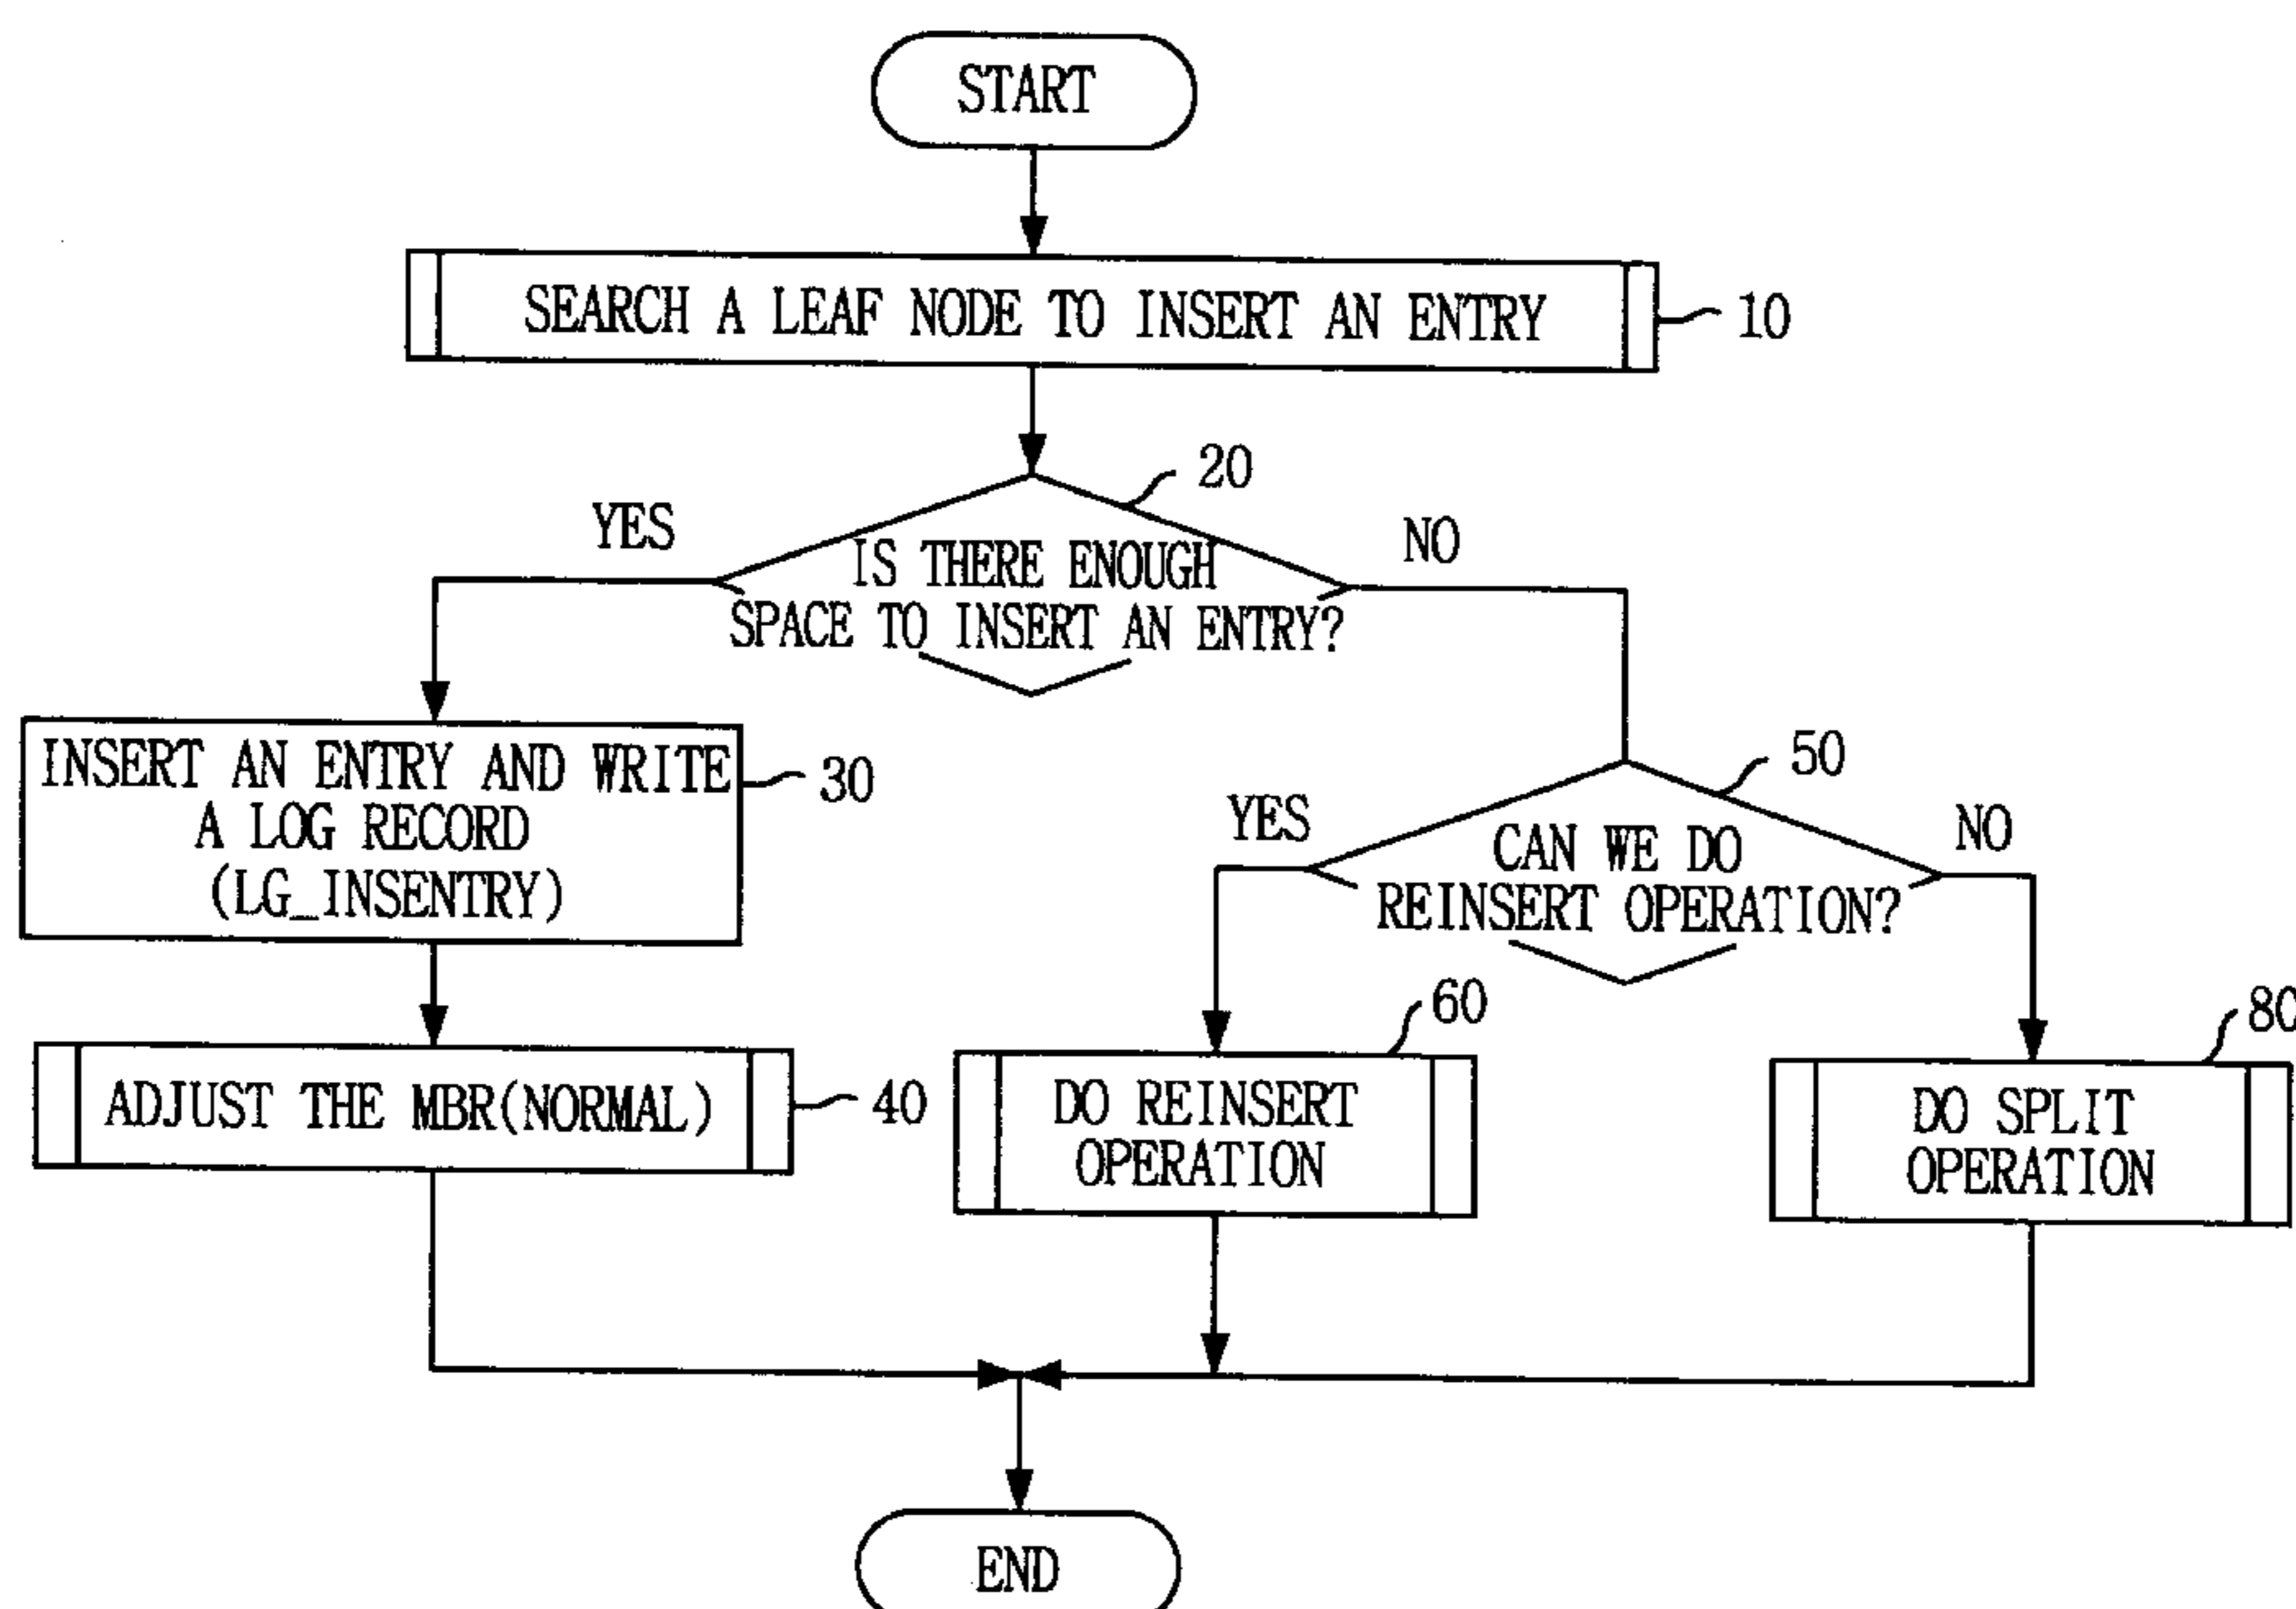 START
SEARCH A LEAF NODE TO INSERT AN ENTRY
10
20
YES
NO
IS THERE ENOUGH
SPACE TO INSERT AN ENTRY?
INSERT AN ENTRY AND WRITE
A LOG RECORD
(LG_INSENTRY)
30
50
YES
NO
CAN WE DO
REINSERT OPERATION?
ADJUST THE MBR(NORMAL)
40
60
DO REINSERT
OPERATION
80
DO SPLIT
OPERATION
END